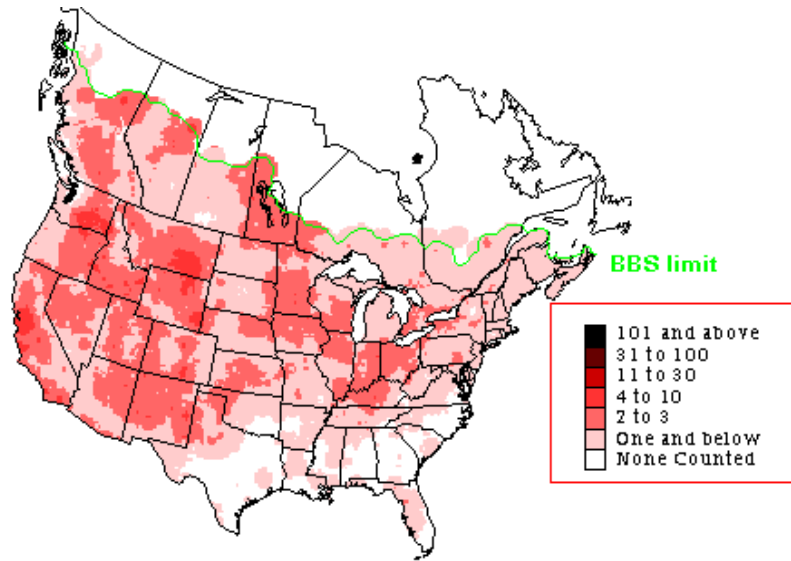 BBS limit
101 and above
31 to 100
11 to 30
4 to 10
2 to 3
One and below
None Counted